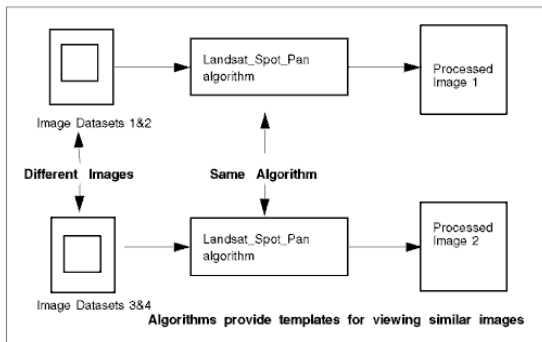 Landsat_Spot_Pan
algorithm
Processed
Image 1
Image Datasets 1&2
Different Images
Same Algorithm
Landsat_Spot_Pan
algorithm
Processed
Image 2
Image Datasets 3&4
Algorithms provide templates for viewing similar images